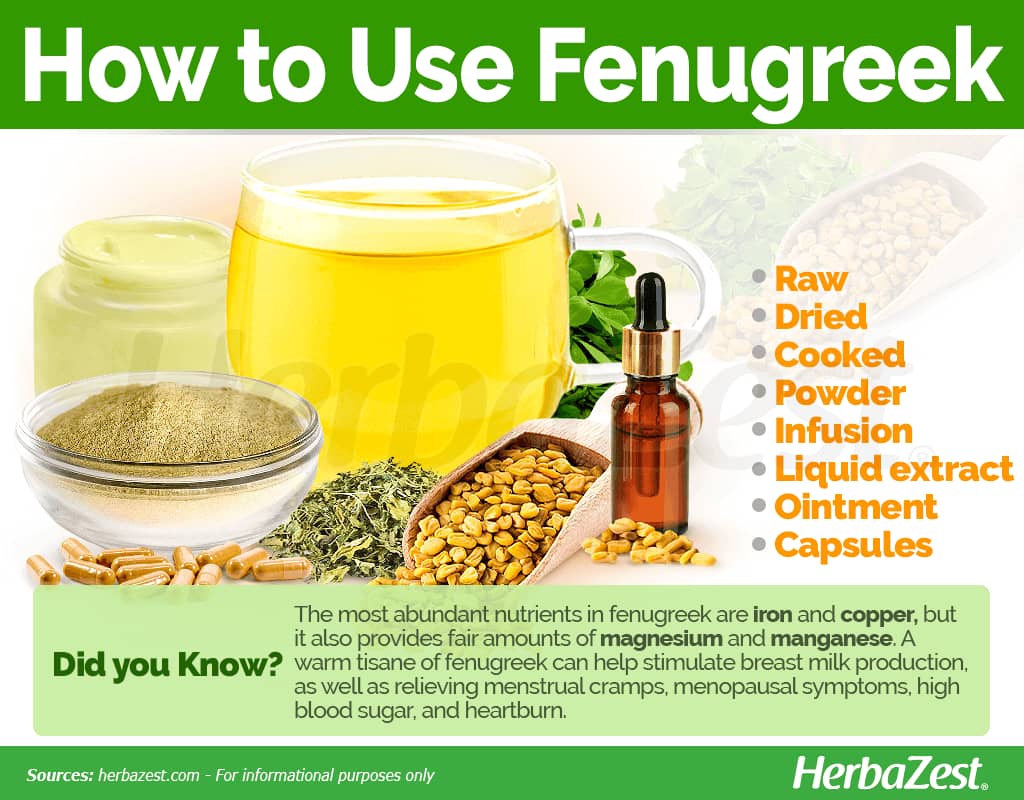 How to Use Fenugreek
HerbaZest®
• Raw
• Dried
• Cooked
• Powder
• Infusion
• Liquid extract
• Ointment
• Capsules
Did you Know?
The most abundant nutrients in fenugreek are iron and copper, but
it also provides fair amounts of magnesium and manganese. A
warm tisane of fenugreek can help stimulate breast milk production,
as well as relieving menstrual cramps, menopausal symptoms, high
blood sugar, and heartburn.
Sources: herbazest.com - For informational purposes only
HerbaZest®